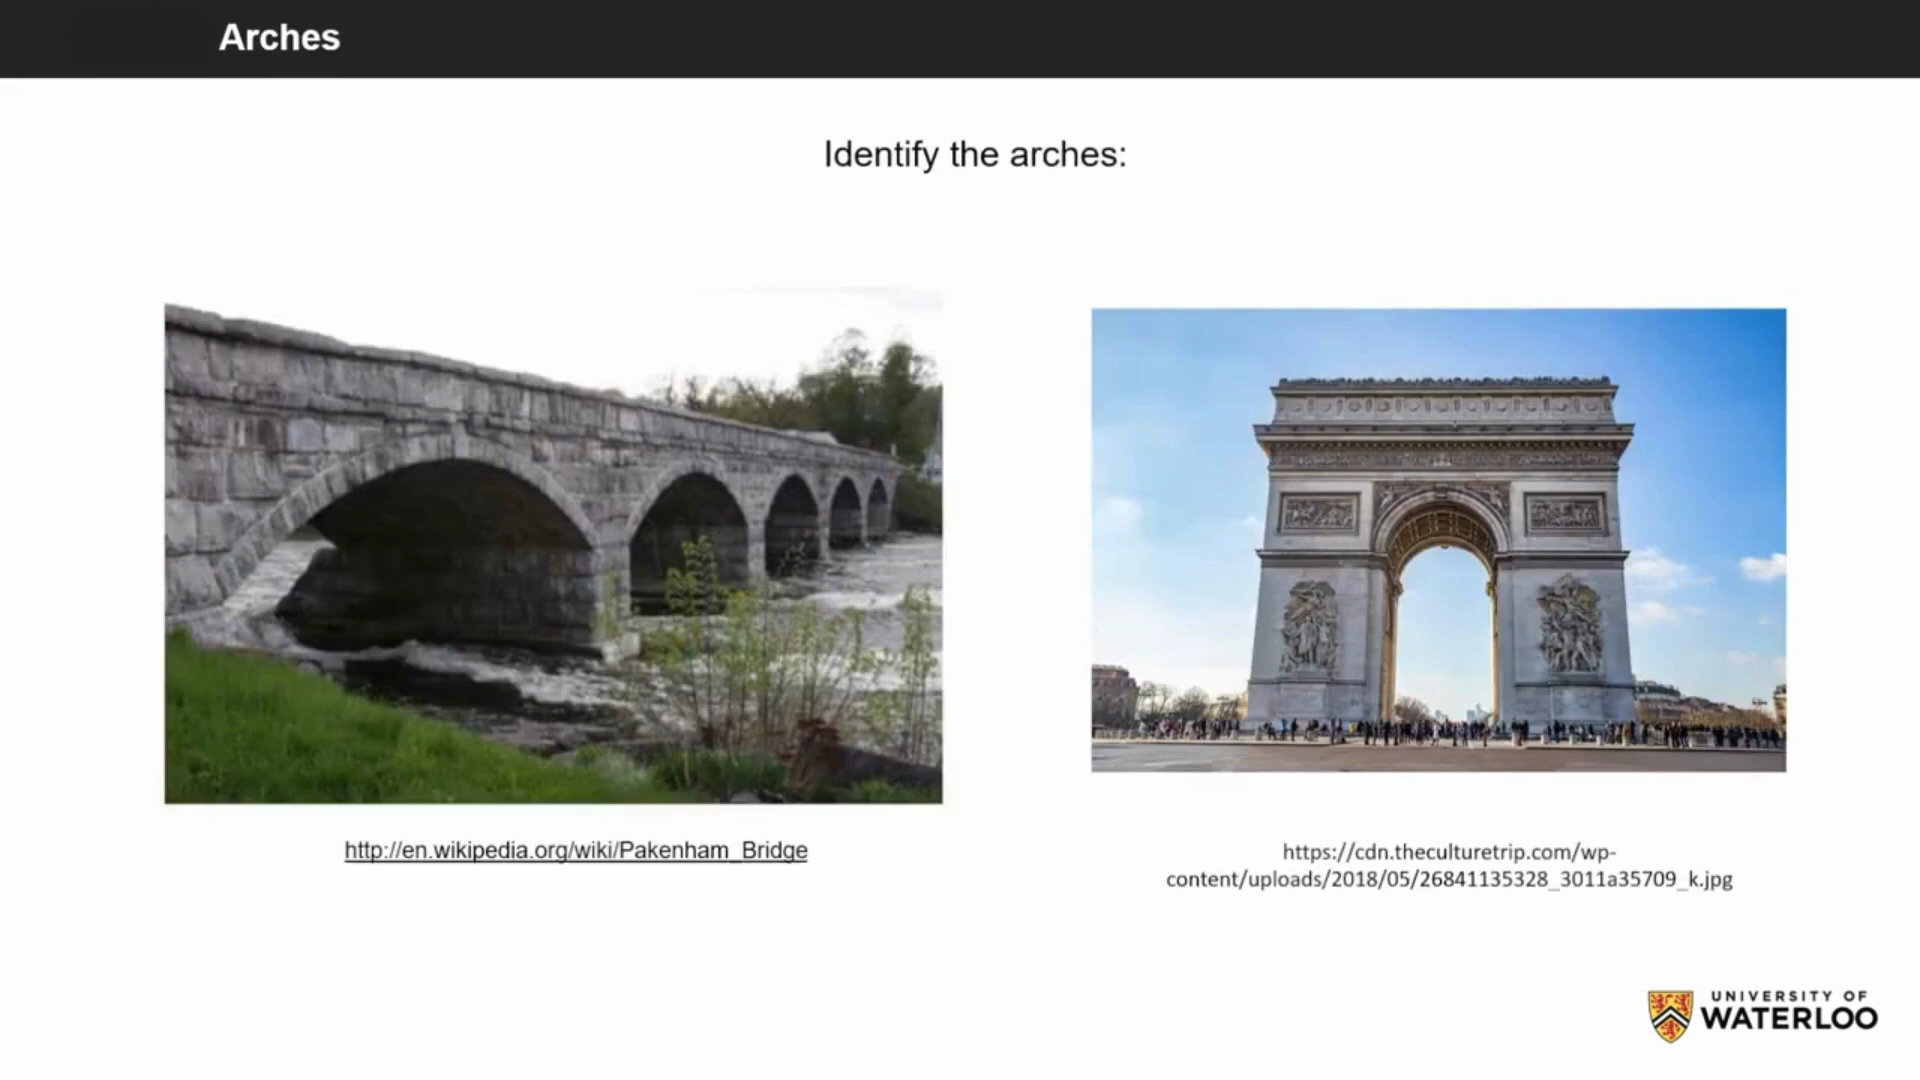 Arches
Identify the arches:
http://en.wikipedia.org/wiki/Pakenham_Bridge
https://cdn.theculturetrip.com/wp-
content/uploads/2018/05/26841135328_3011a35709_k.jpg
UNIVERSITY OF
WATERLOO